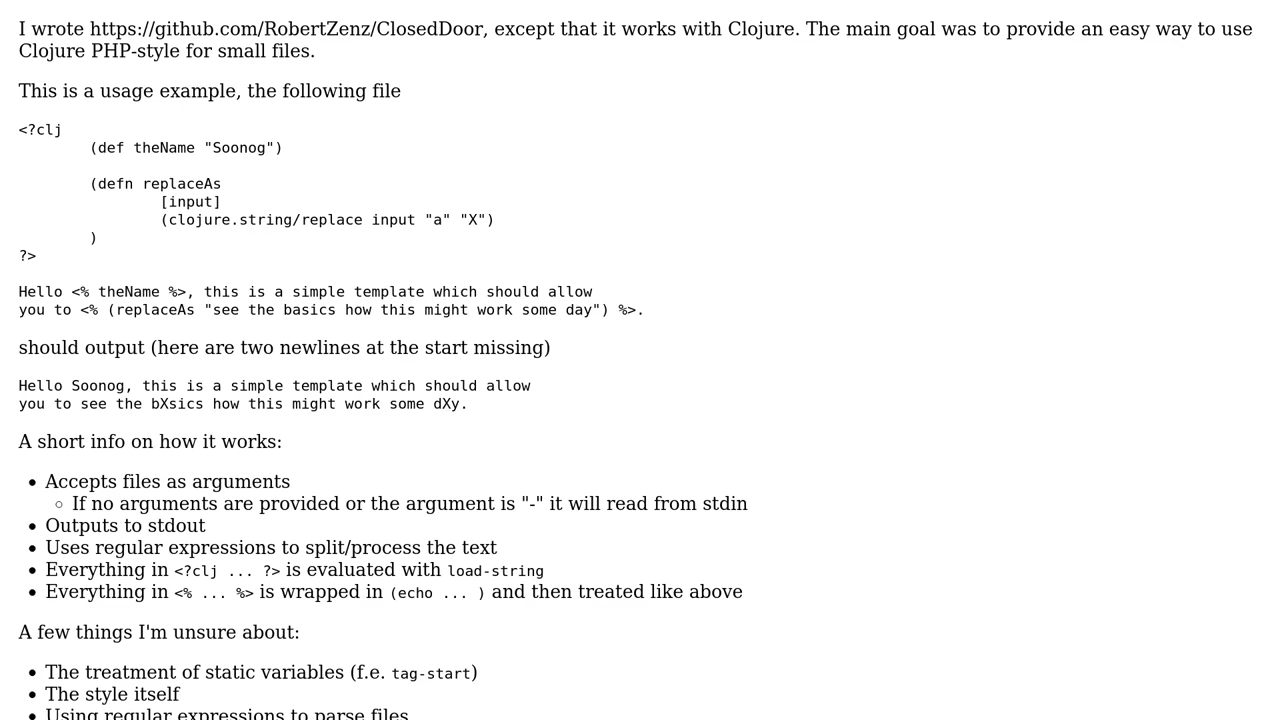 I wrote https://github.com/RobertZenz/ClosedDoor, except that it works with Clojure. The main goal was to provide an easy way to use
Clojure PHP-style for small files.
This is a usage example, the following file
<?clj
(def theName "Soonog")
(defn replaceAs
[input]
(clojure.string/replace input "a" "X")
)
?>
Hello <% theName %>, this is a simple template which should allow
you to <% (replaceAs "see the basics how this might work some day") %>.
should output (here are two newlines at the start missing)
Hello Soonog, this is a simple template which should allow
you to see the bXsics how this might work some dXy.
A short info on how it works:
• Accepts files as arguments
◦ If no arguments are provided or the argument is "-" it will read from stdin
• Outputs to stdout
• Uses regular expressions to split/process the text
• Everything in <?clj ... ?> is evaluated with load-string
• Everything in <% ... %> is wrapped in (echo ... ) and then treated like above
A few things I'm unsure about:
• The treatment of static variables (f.e. tag-start)
• The style itself
• Using regular expressions to parse files